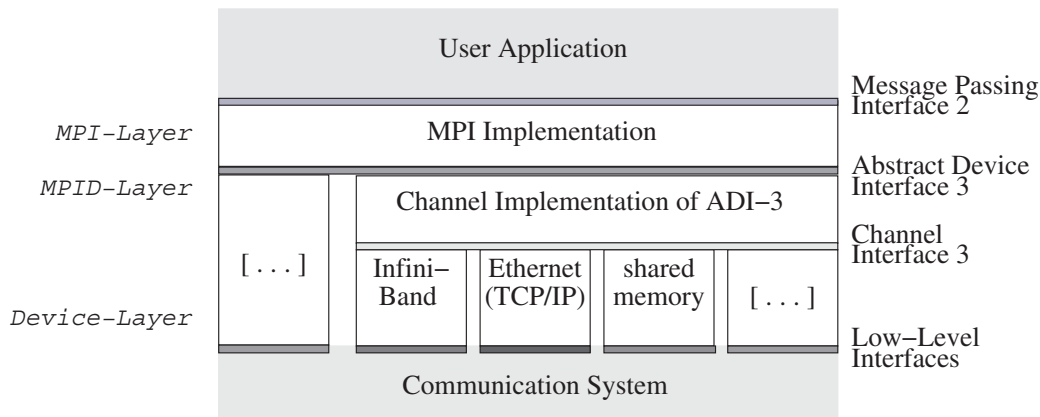 User Application
Message Passing
Interface 2
MPI-Layer
MPI Implementation
Abstract Device
Interface 3
MPID-Layer
Channel Implementation of ADI-3
Channel
Interface 3
[ . . . ]
Infini-
Band
Ethernet
(TCP/IP)
shared
memory
[ . . . ]
Device-Layer
Low-Level
Interfaces
Communication System